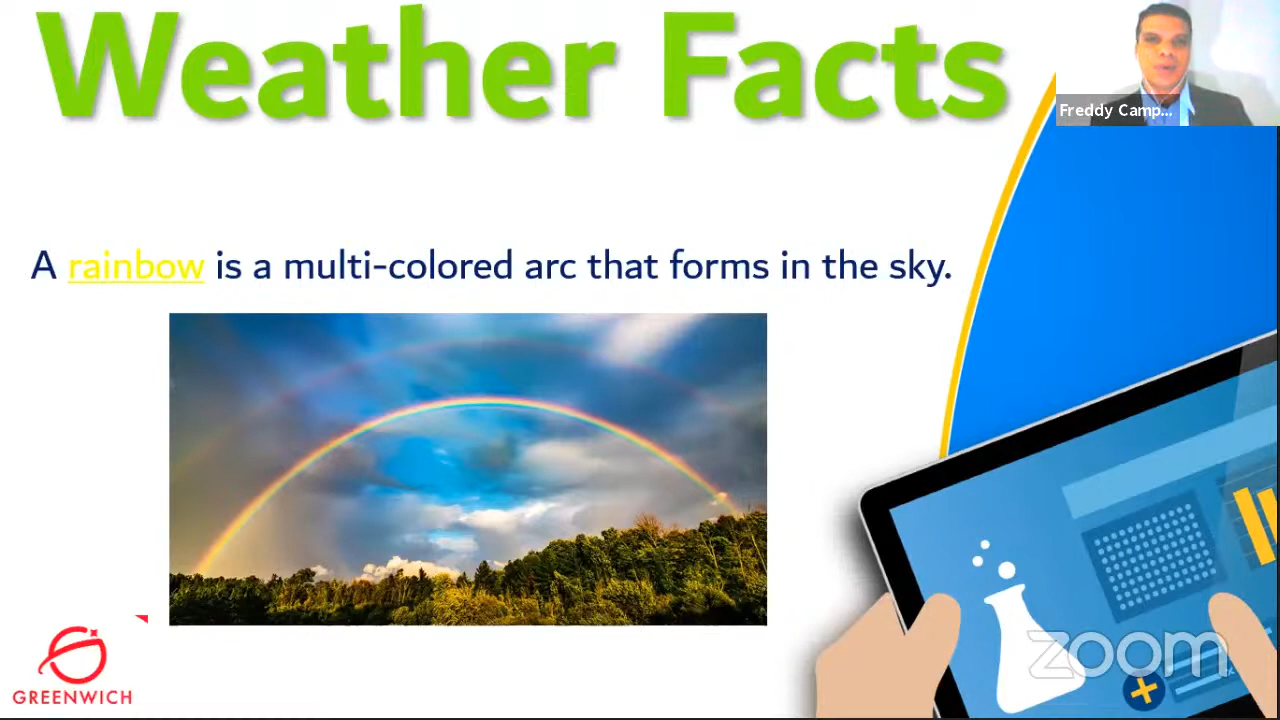 Weather Facts
Freddy Camp...
A rainbow is a multi-colored arc that forms in the sky.
GREENWICH
zoom